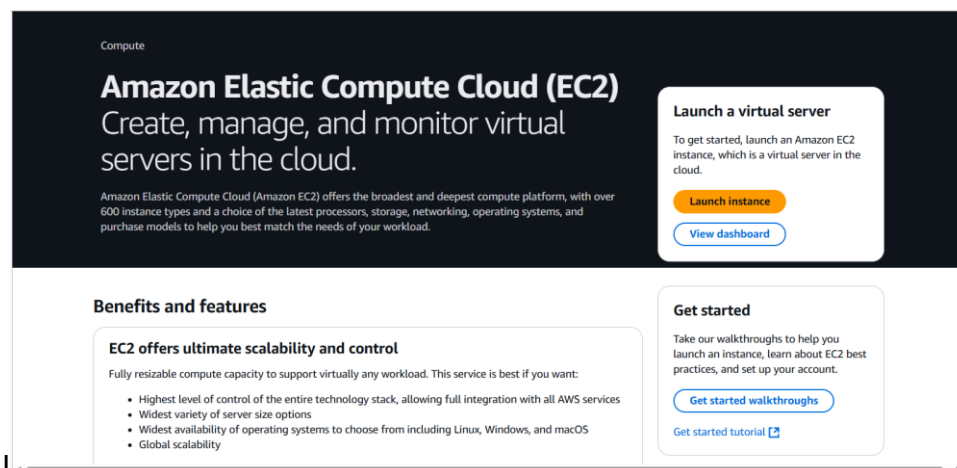 Compute
Amazon Elastic Compute Cloud (EC2)
Create, manage, and monitor virtual
servers in the cloud.
Amazon Elastic Compute Cloud (Amazon EC2) offers the broadest and deepest compute platform, with over
600 instance types and a choice of the latest processors, storage, networking, operating systems, and
purchase models to help you best match the needs of your workload.
Launch a virtual server
To get started, launch an Amazon EC2
instance, which is a virtual server in the
cloud.
Launch instance
View dashboard
Benefits and features
EC2 offers ultimate scalability and control
Fully resizable compute capacity to support virtually any workload. This service is best if you want:
• Highest level of control of the entire technology stack, allowing full integration with all AWS services
• Widest variety of server size options
• Widest availability of operating systems to choose from including Linux, Windows, and macOS
• Global scalability
Get started
Take our walkthroughs to help you
launch an instance, learn about EC2 best
practices, and set up your account.
Get started walkthroughs
Get started tutorial